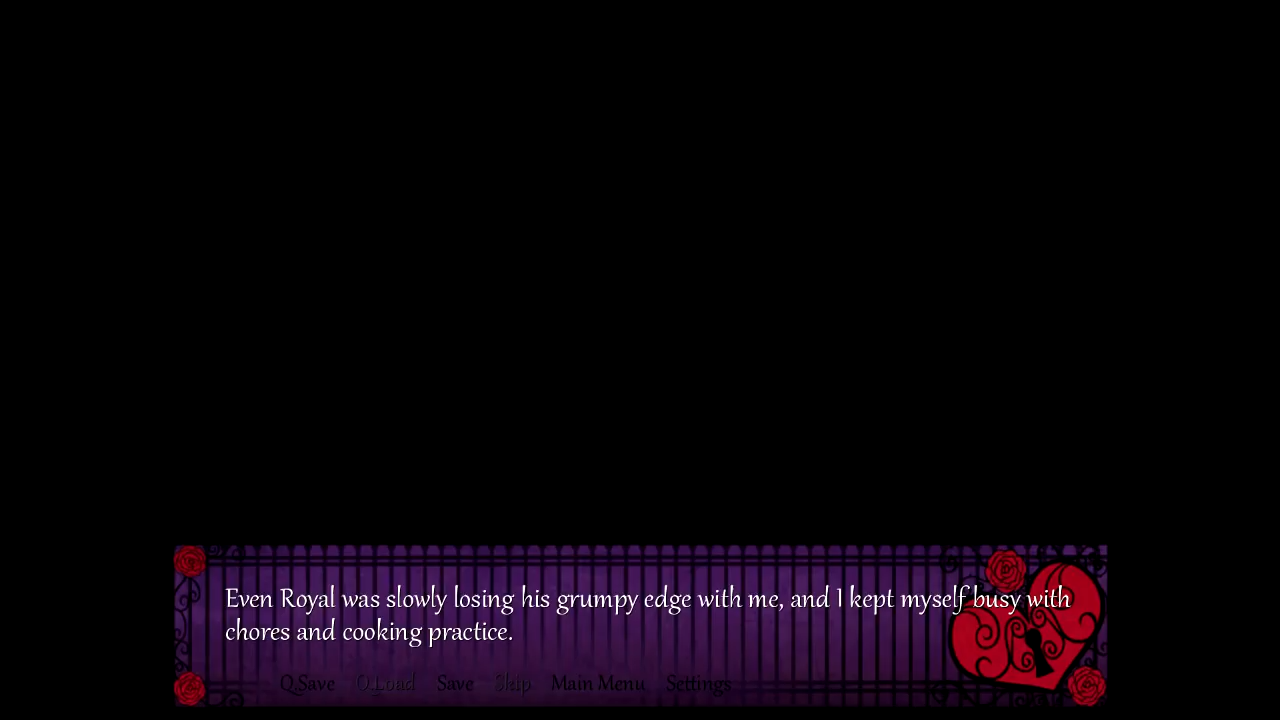 Even Royal was slowly losing his grumpy edge with me, and I kept myself busy with
chores and cooking practice.
Q.Save Q.Load Save Skip Main Menu Settings